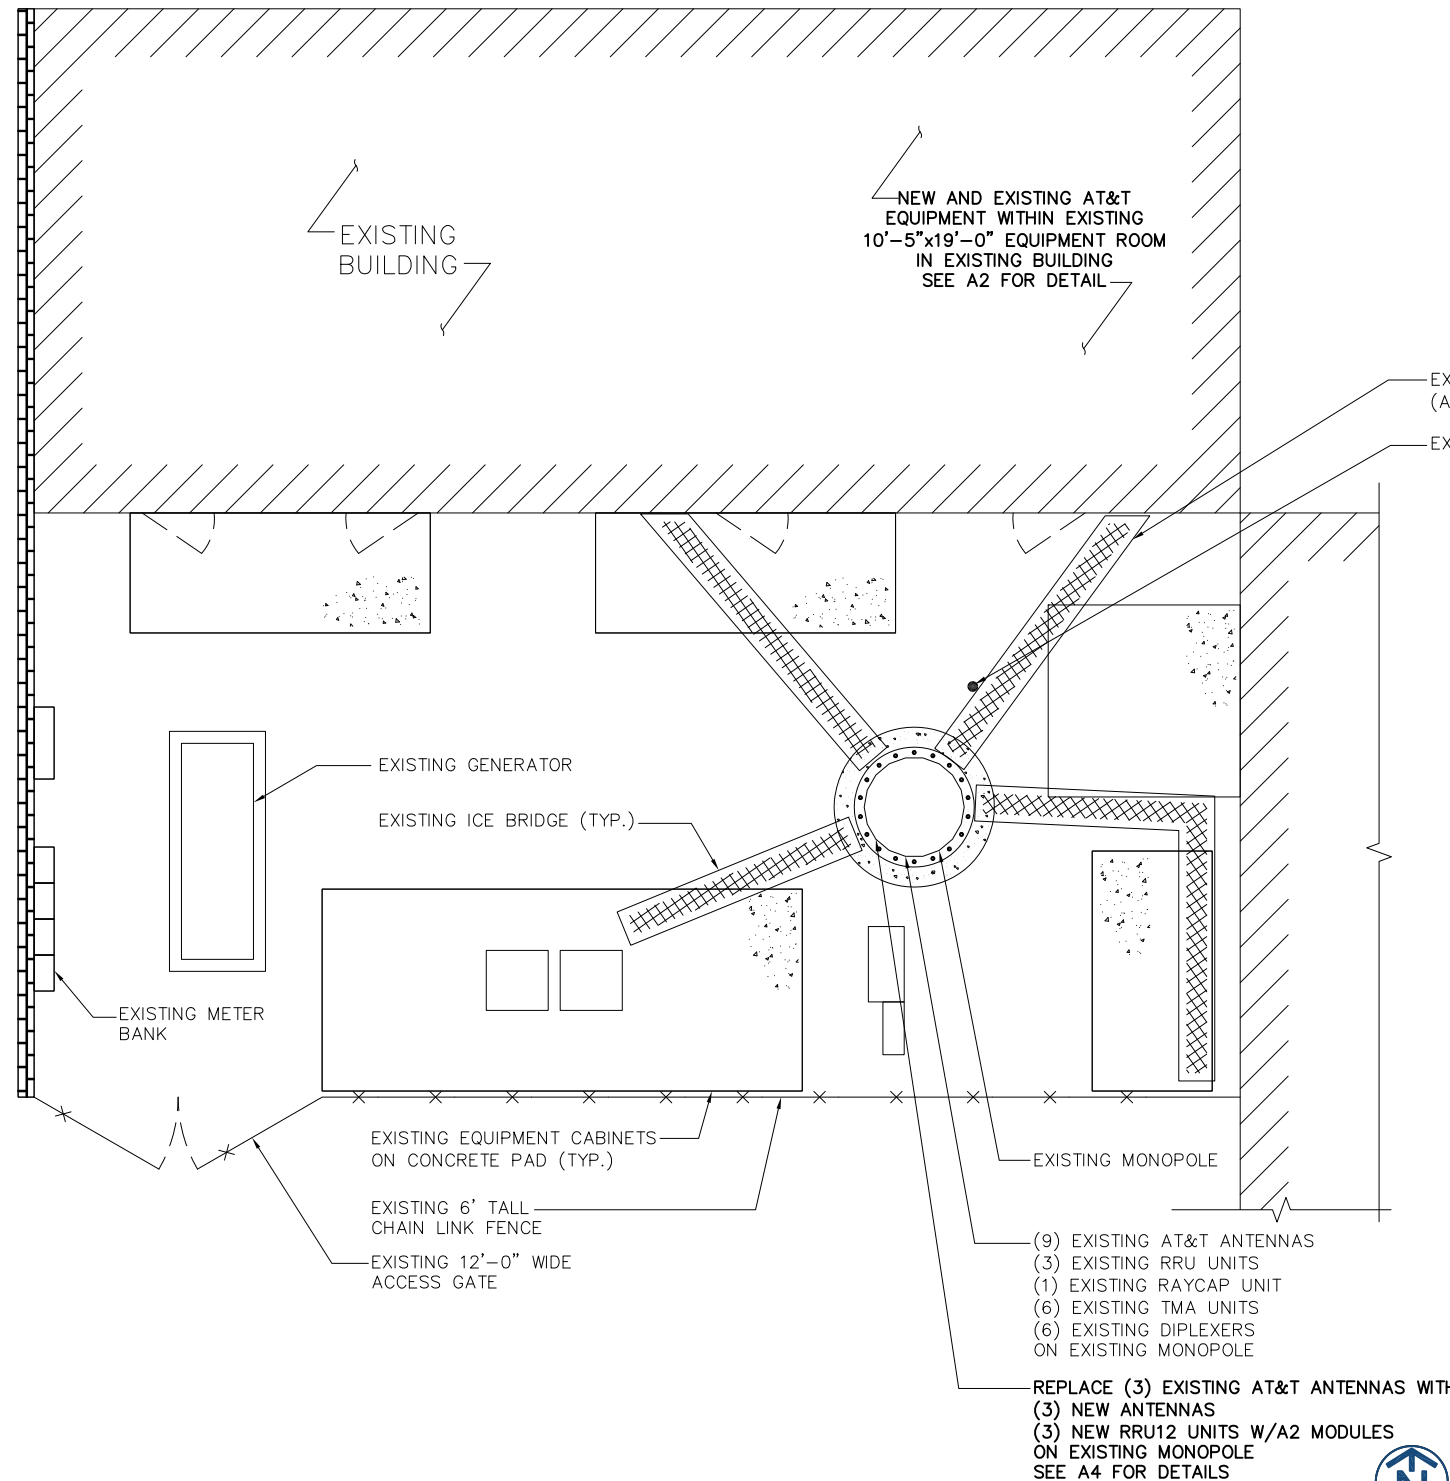 EXISTING
BUILDING
NEW AND EXISTING AT&T
EQUIPMENT WITHIN EXISTING
10'-5"x19'-0" EQUIPMENT ROOM
IN EXISTING BUILDING
SEE A2 FOR DETAIL
EXISTING GENERATOR
EXISTING ICE BRIDGE (TYP.)
EXISTING METER
BANK
EXISTING EQUIPMENT CABINETS
ON CONCRETE PAD (TYP.)
EXISTING 6' TALL
CHAIN LINK FENCE
EXISTING 12'-0" WIDE
ACCESS GATE
EXISTING MONOPOLE
(9) EXISTING AT&T ANTENNAS
(3) EXISTING RRU UNITS
(1) EXISTING RAYCAP UNIT
(6) EXISTING TMA UNITS
(6) EXISTING DIPLEXERS
ON EXISTING MONOPOLE
REPLACE (3) EXISTING AT&T ANTENNAS WITH
(3) NEW ANTENNAS
(3) NEW RRU12 UNITS W/A2 MODULES
ON EXISTING MONOPOLE
SEE A4 FOR DETAILS